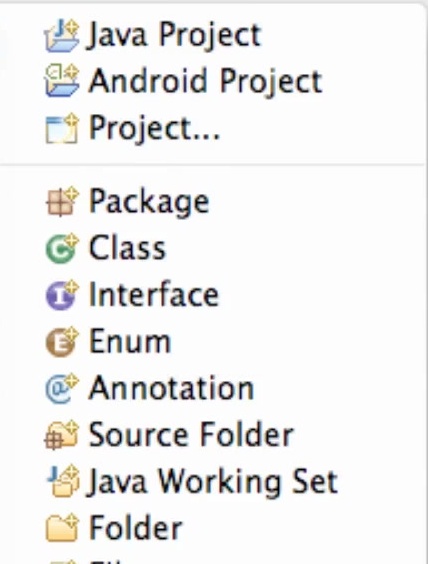 Java Project
Android Project
Project...
Package
Class
Interface
Enum
Annotation
Source Folder
Java Working Set
Folder